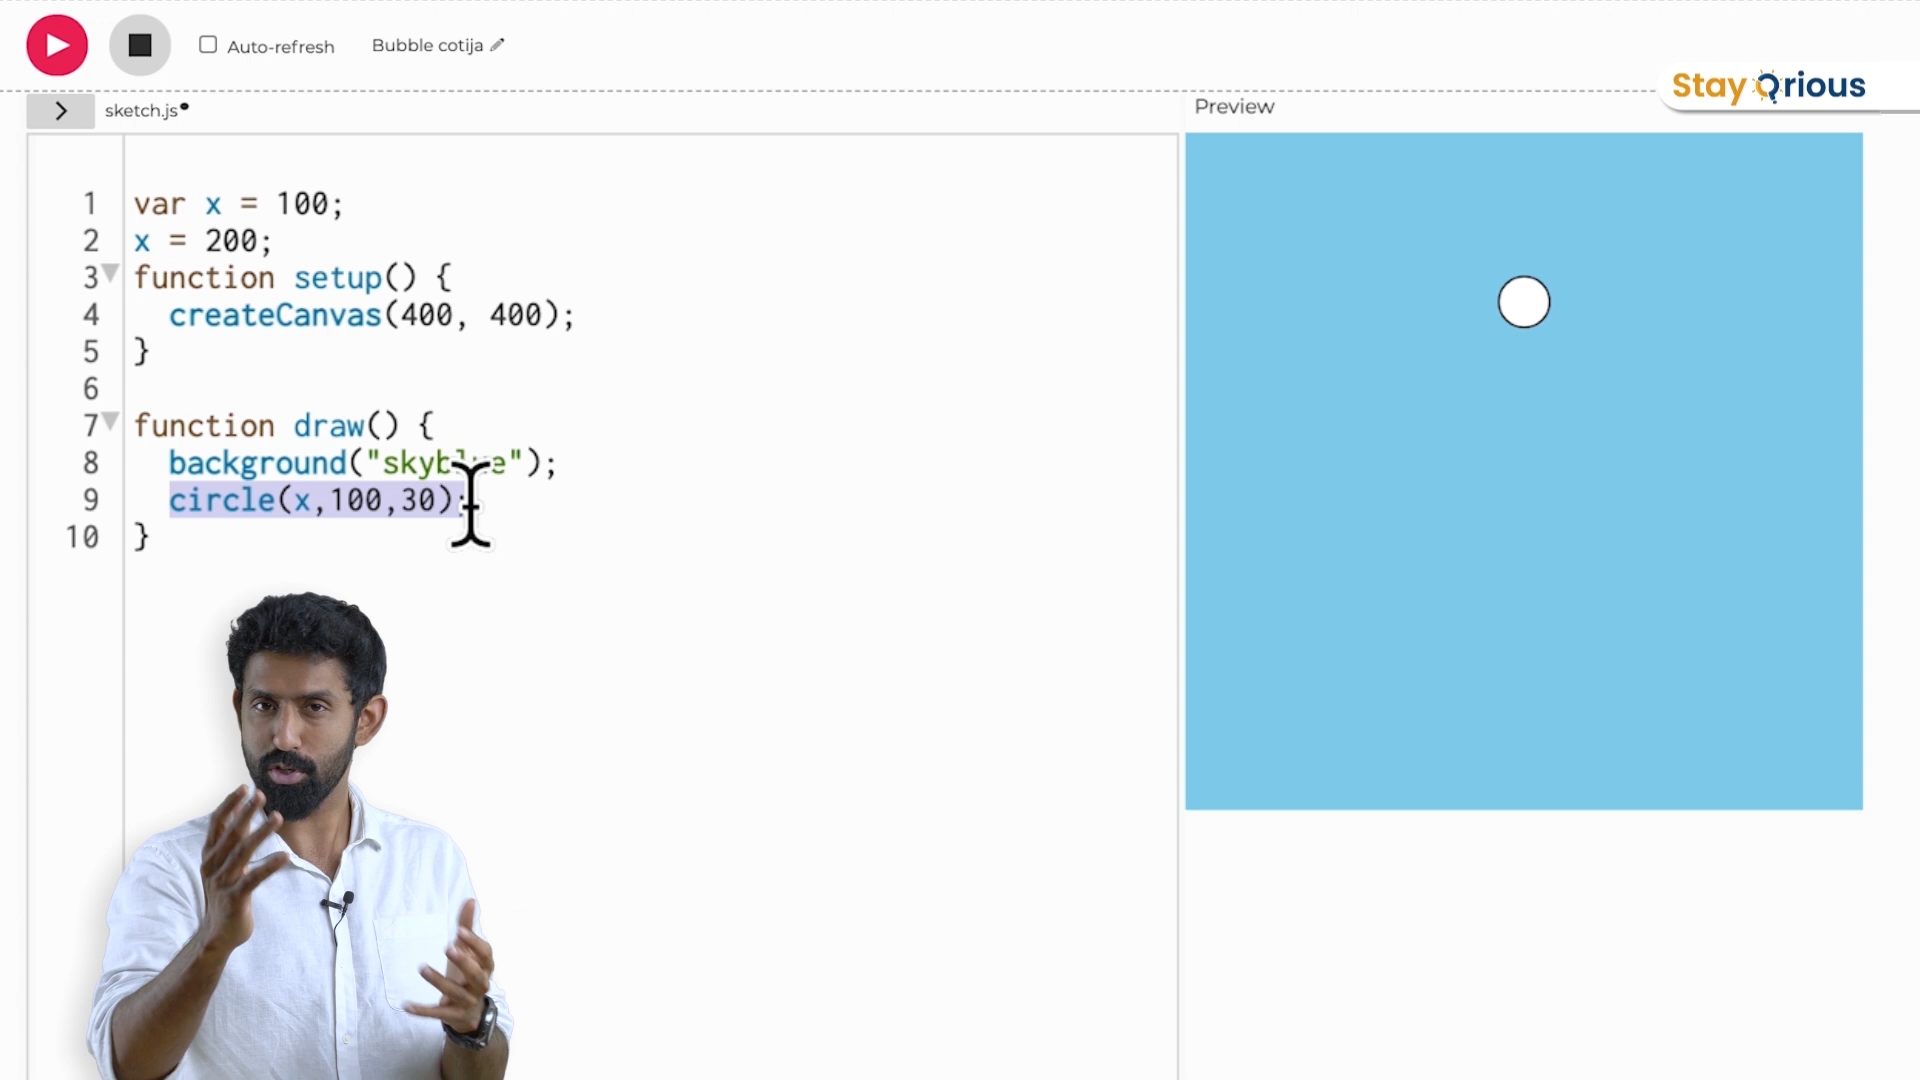 Auto-refresh
Bubble cotija
Stay Qrious
sketch.js
Preview
1 var x = 100;
2 x = 200;
3 function setup() {
4 createCanvas(400, 400);
5 }
6
7 function draw() {
8 background("skyblue");
9 circle(x,100,30);
10 }